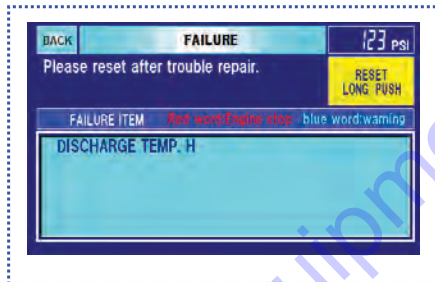 BACK
FAILURE
123 PSI
Please reset after trouble repair.
RESET
LONG PUSH
FAILURE ITEM Red word:Engine stop blue word:warning
DISCHARGE TEMP. H